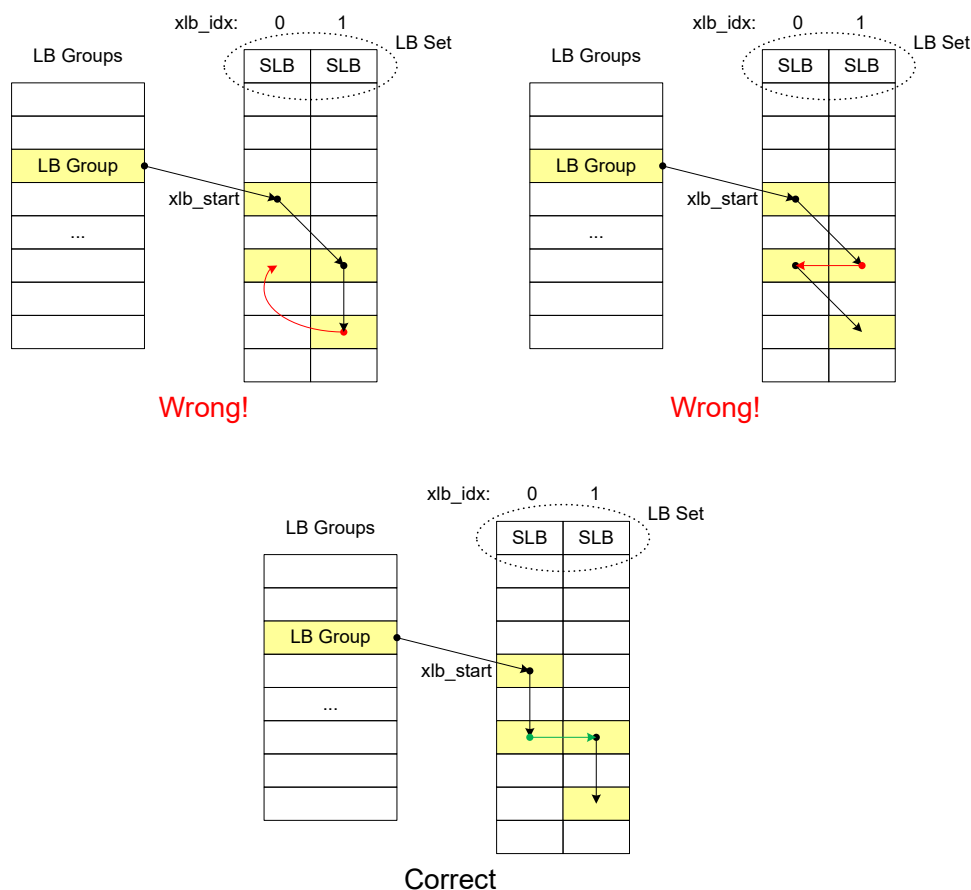 xlb_idx: 0 1
LB Set
LB Groups
SLB SLB
LB Group
xlb_start
...
Wrong!
xlb_idx: 0 1
LB Set
LB Groups
SLB SLB
LB Group
xlb_start
...
Wrong!
xlb_idx: 0 1
LB Set
LB Groups
SLB SLB
LB Group
xlb_start
...
Correct